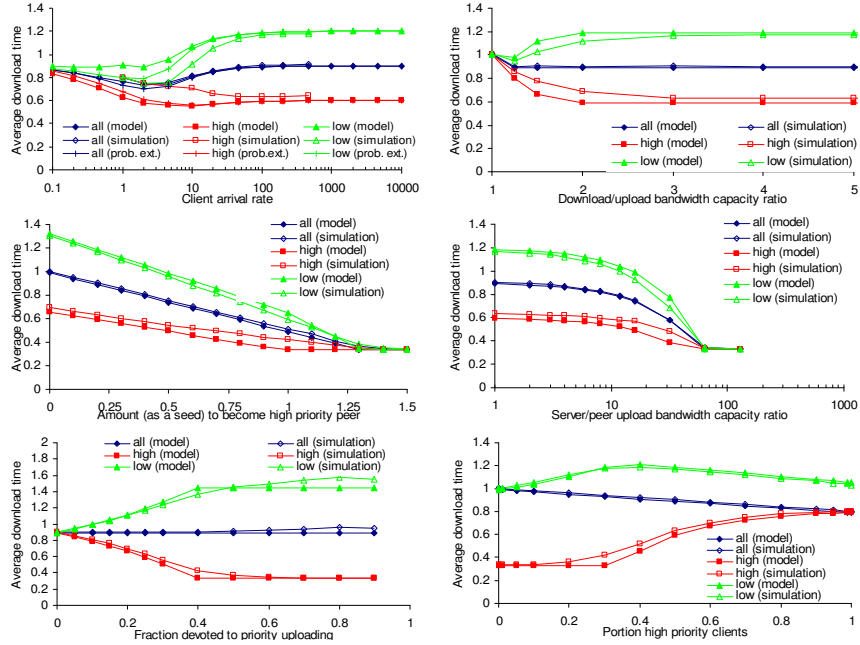 1.4
1.2
1
0.8
0.6
0.4
0.2
0
Average download time
all (model) high (model) low (model)
all (simulation) high (simulation) low (simulation)
all (prob. ext.) high (prob.ext.) low (prob. ext.)
0.1 1 10 100 1000 10000
Client arrival rate
1.4
1.2
1
0.8
0.6
0.4
0.2
0
Average download time
all (model) all (simulation)
high (model) high (simulation)
low (model) low (simulation)
1 2 3 4 5
Download/upload bandwidth capacity ratio
1.4
1.2
1
0.8
0.6
0.4
0.2
0
Average download time
all (model)
all (simulation)
high (model)
high (simulation)
low (model)
low (simulation)
0 0.25 0.5 0.75 1 1.25 1.5
Amount (as a seed) to become high priority peer
1.4
1.2
1
0.8
0.6
0.4
0.2
0
Average download time
all (model)
all (simulation)
high (model)
high (simulation)
low (model)
low (simulation)
1 10 100 1000
Server/peer upload bandwidth capacity ratio
2
1.8
1.6
1.4
1.2
1
0.8
0.6
0.4
0.2
0
Average download time
all (model) all (simulation)
high (model) high (simulation)
low (model) low (simulation)
0 0.2 0.4 0.6 0.8 1
Fraction devoted to priority uploading
1.4
1.2
1
0.8
0.6
0.4
0.2
0
Average download time
all (model)
all (simulation)
high (model)
high (simulation)
low (model)
low (simulation)
0 0.2 0.4 0.6 0.8 1
Portion high priority clients